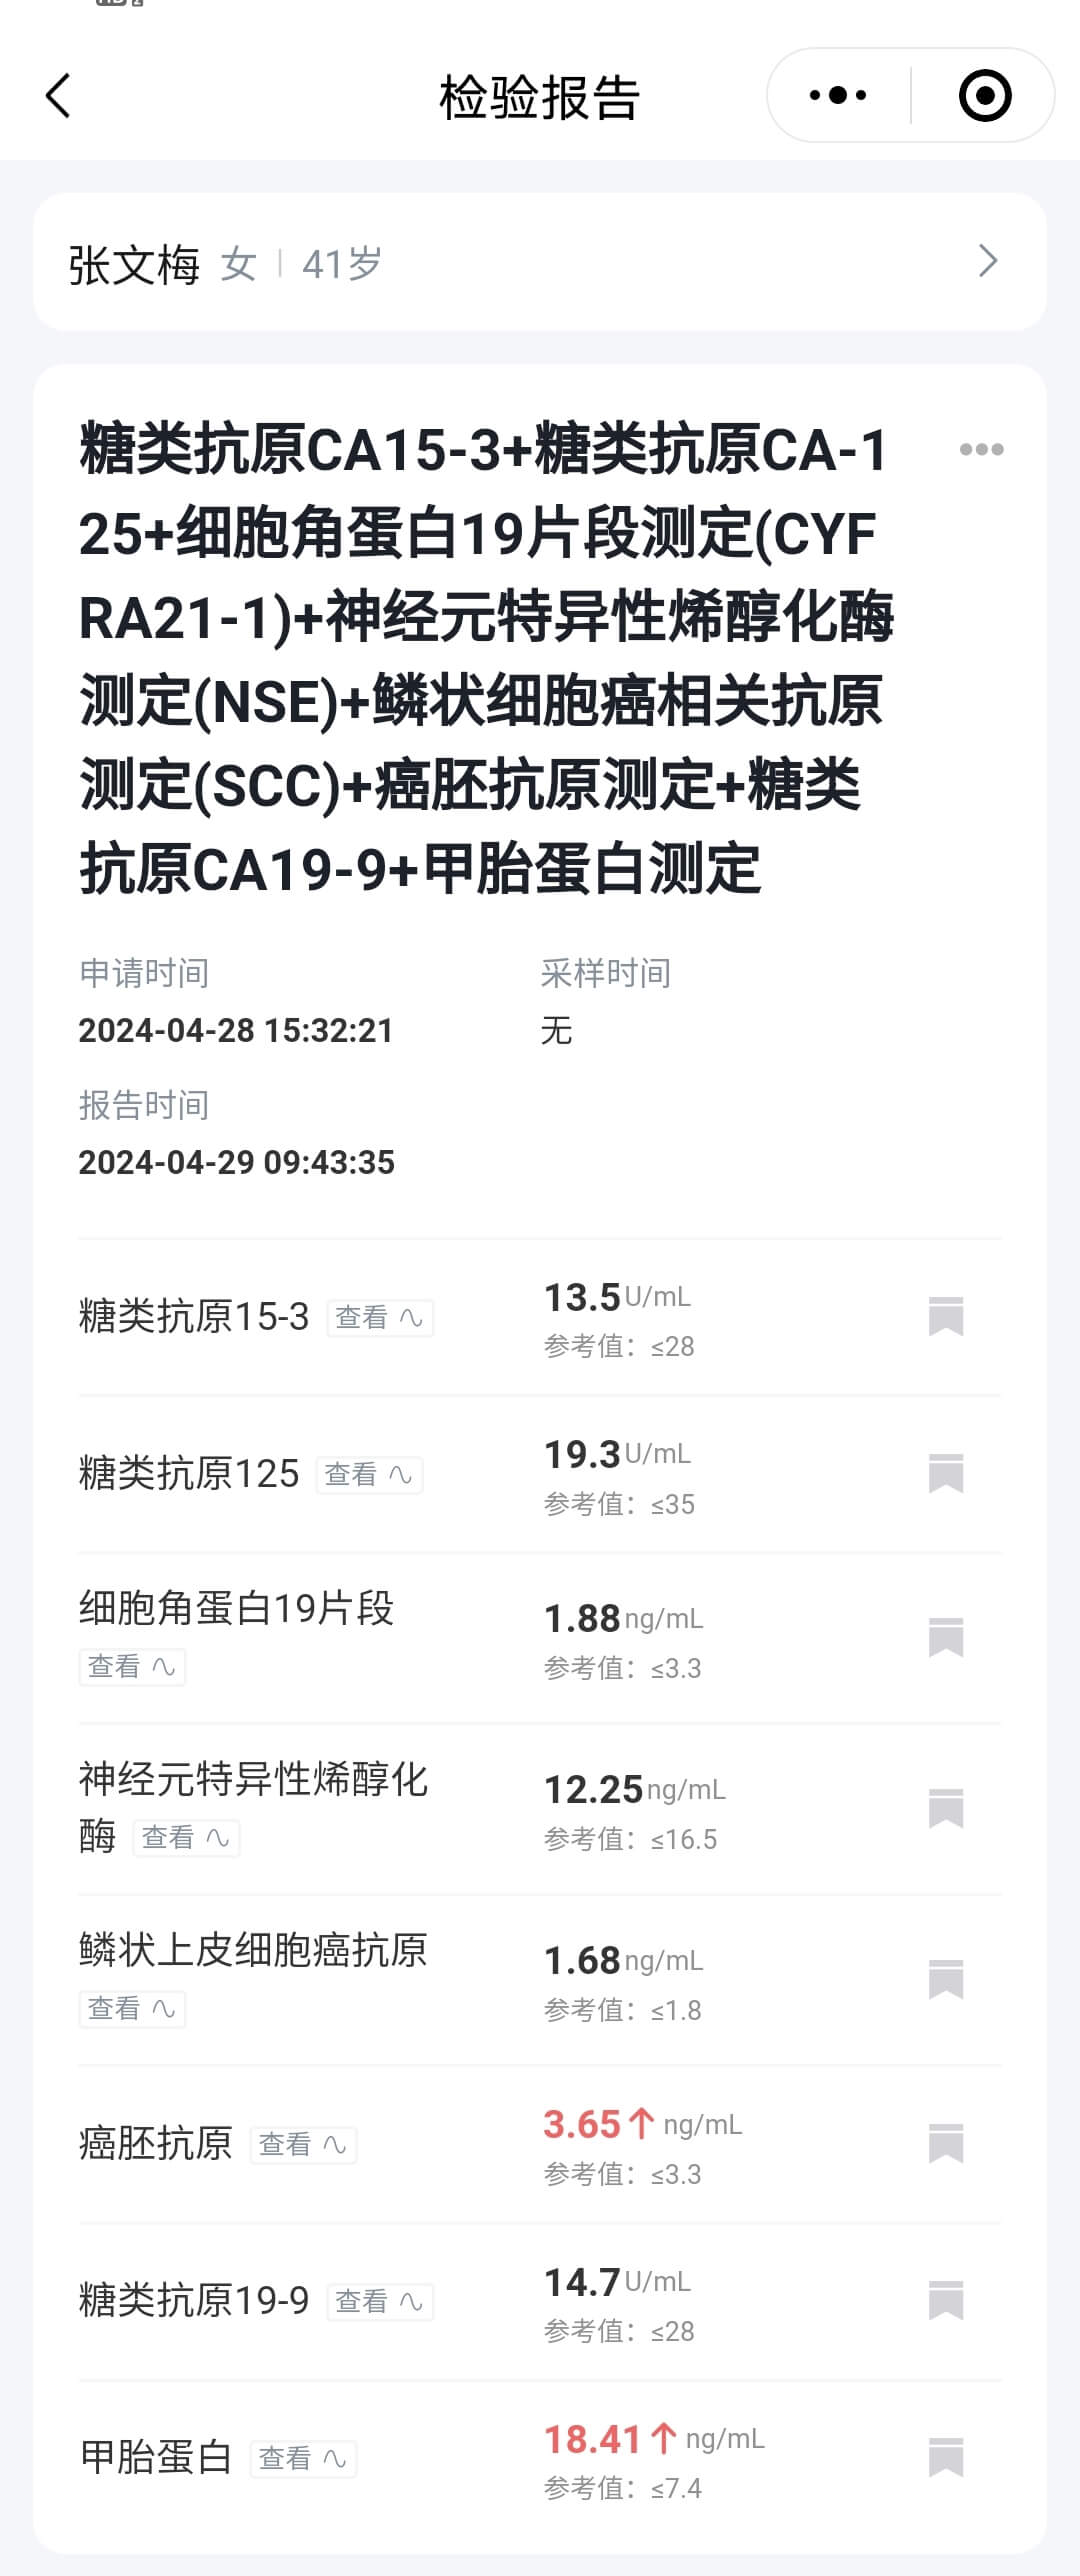 检验报告
张文梅 女 41岁
糖类抗原CA15-3+糖类抗原CA-1
25+细胞角蛋白19片段测定(CYF
RA21-1)+神经元特异性烯醇化酶
测定(NSE)+鳞状细胞癌相关抗原
测定(SCC)+癌胚抗原测定+糖类
抗原CA19-9+甲胎蛋白测定
申请时间 采样时间
2024-04-28 15:32:21 无
报告时间
2024-04-29 09:43:35
糖类抗原15-3 查看 13.5 U/mL
参考值：≤28
糖类抗原125 查看 19.3 U/mL
参考值：≤35
细胞角蛋白19片段
查看
1.88 ng/mL
参考值：≤3.3
神经元特异性烯醇化
酶 查看
12.25 ng/mL
参考值：≤16.5
鳞状上皮细胞癌抗原
查看
1.68 ng/mL
参考值：≤1.8
癌胚抗原 查看 3.65↑ ng/mL
参考值：≤3.3
糖类抗原19-9 查看 14.7 U/mL
参考值：≤28
甲胎蛋白 查看 18.41↑ ng/mL
参考值：≤7.4